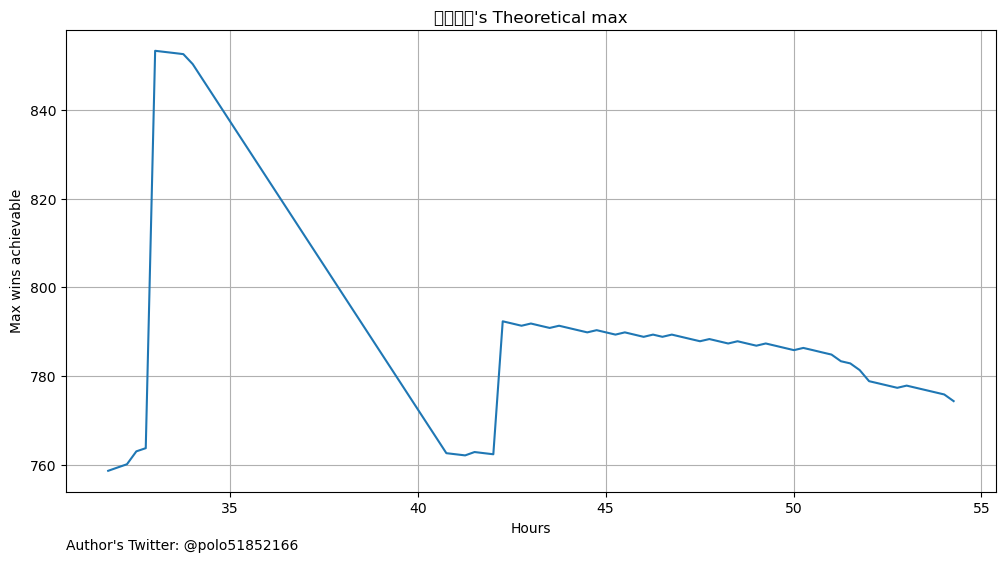 's Theoretical max
Max wins achievable
840
820
800
780
760
35
40
45
50
55
Hours
Author's Twitter: @polo51852166